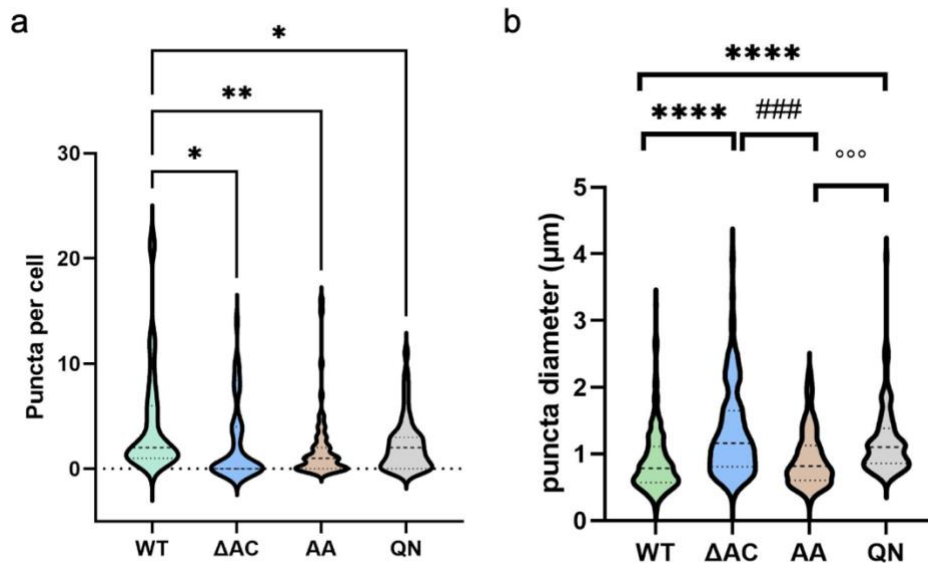 a
*
**
*
30
20
10
0
Puncta per cell
WT ΔAC AA QN
b
****
**** ###
°°°
5
4
3
2
1
0
puncta diameter (µm)
WT ΔAC AA QN